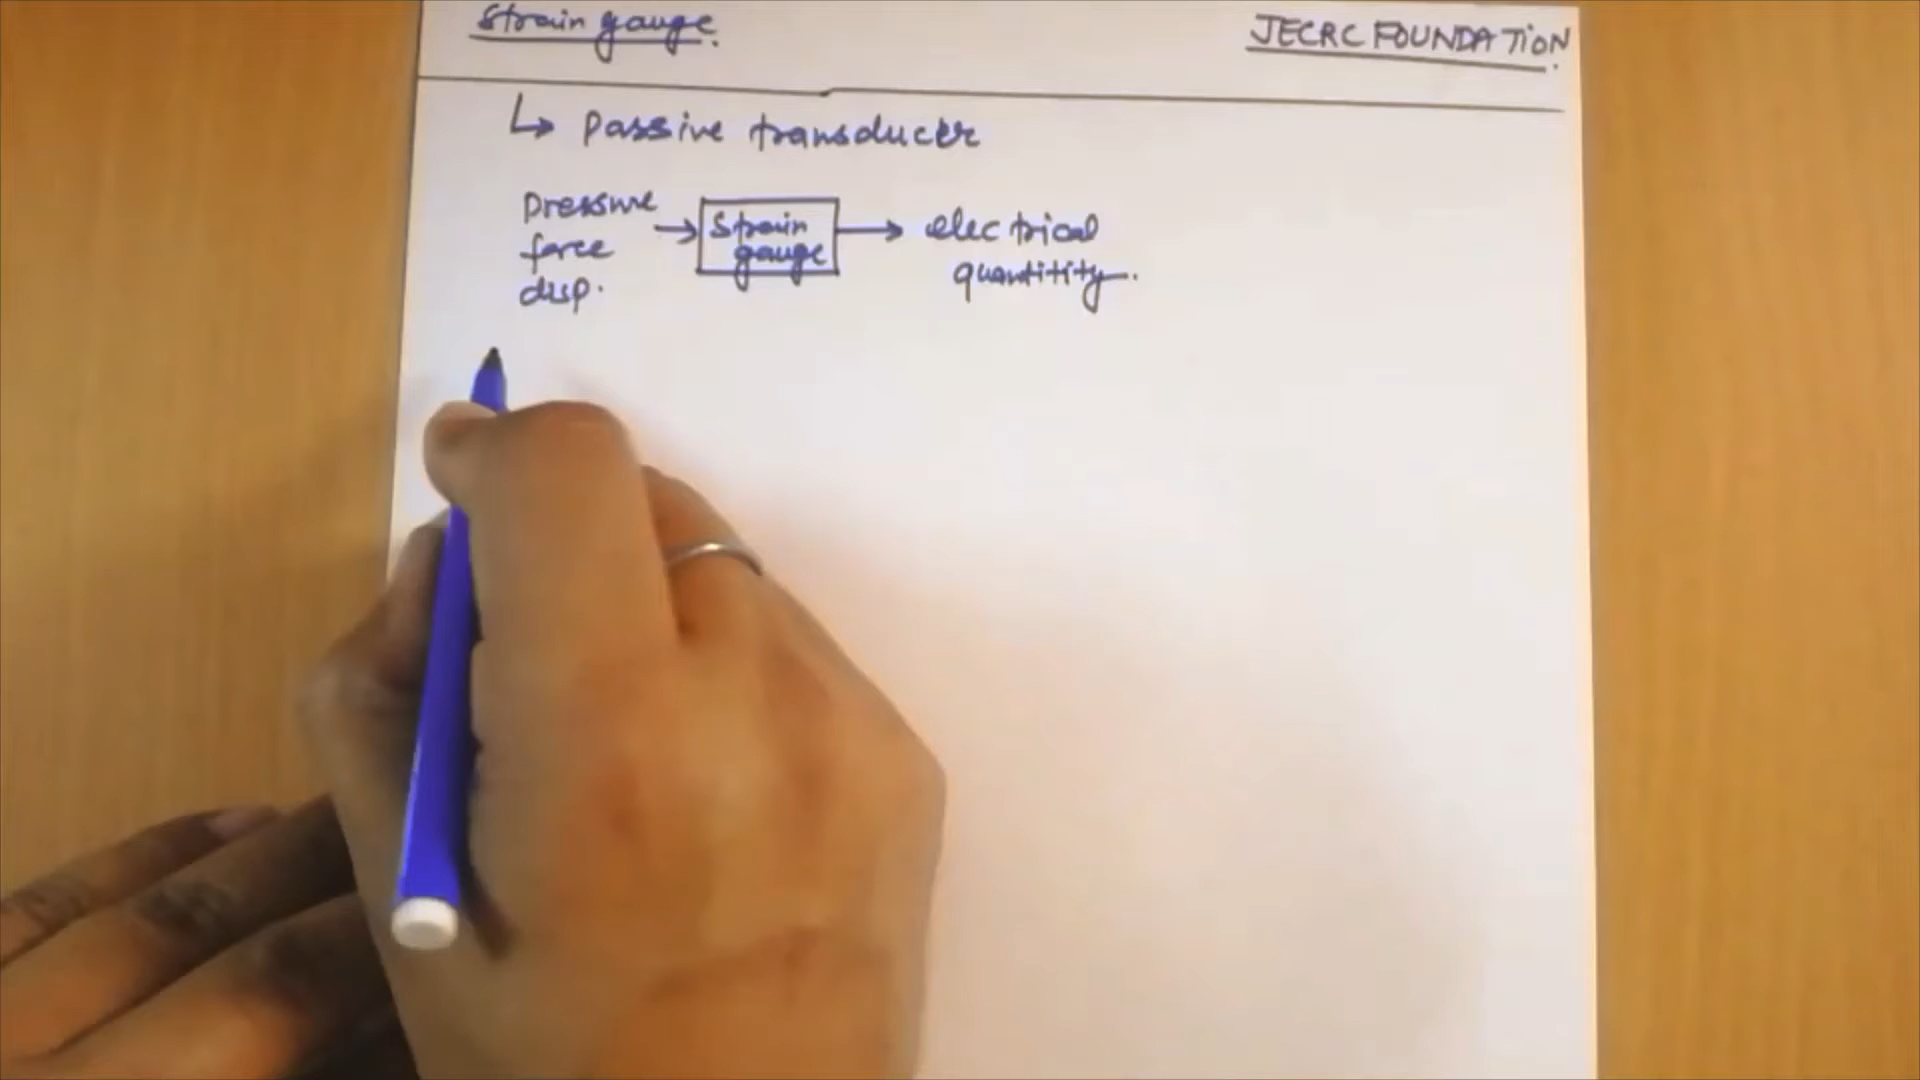 Strain gauge.
JECRC FOUNDATION.
↳ Passive transducer
Pressure
force
disp.
→ Strain gauge →
electrical
quantitity.